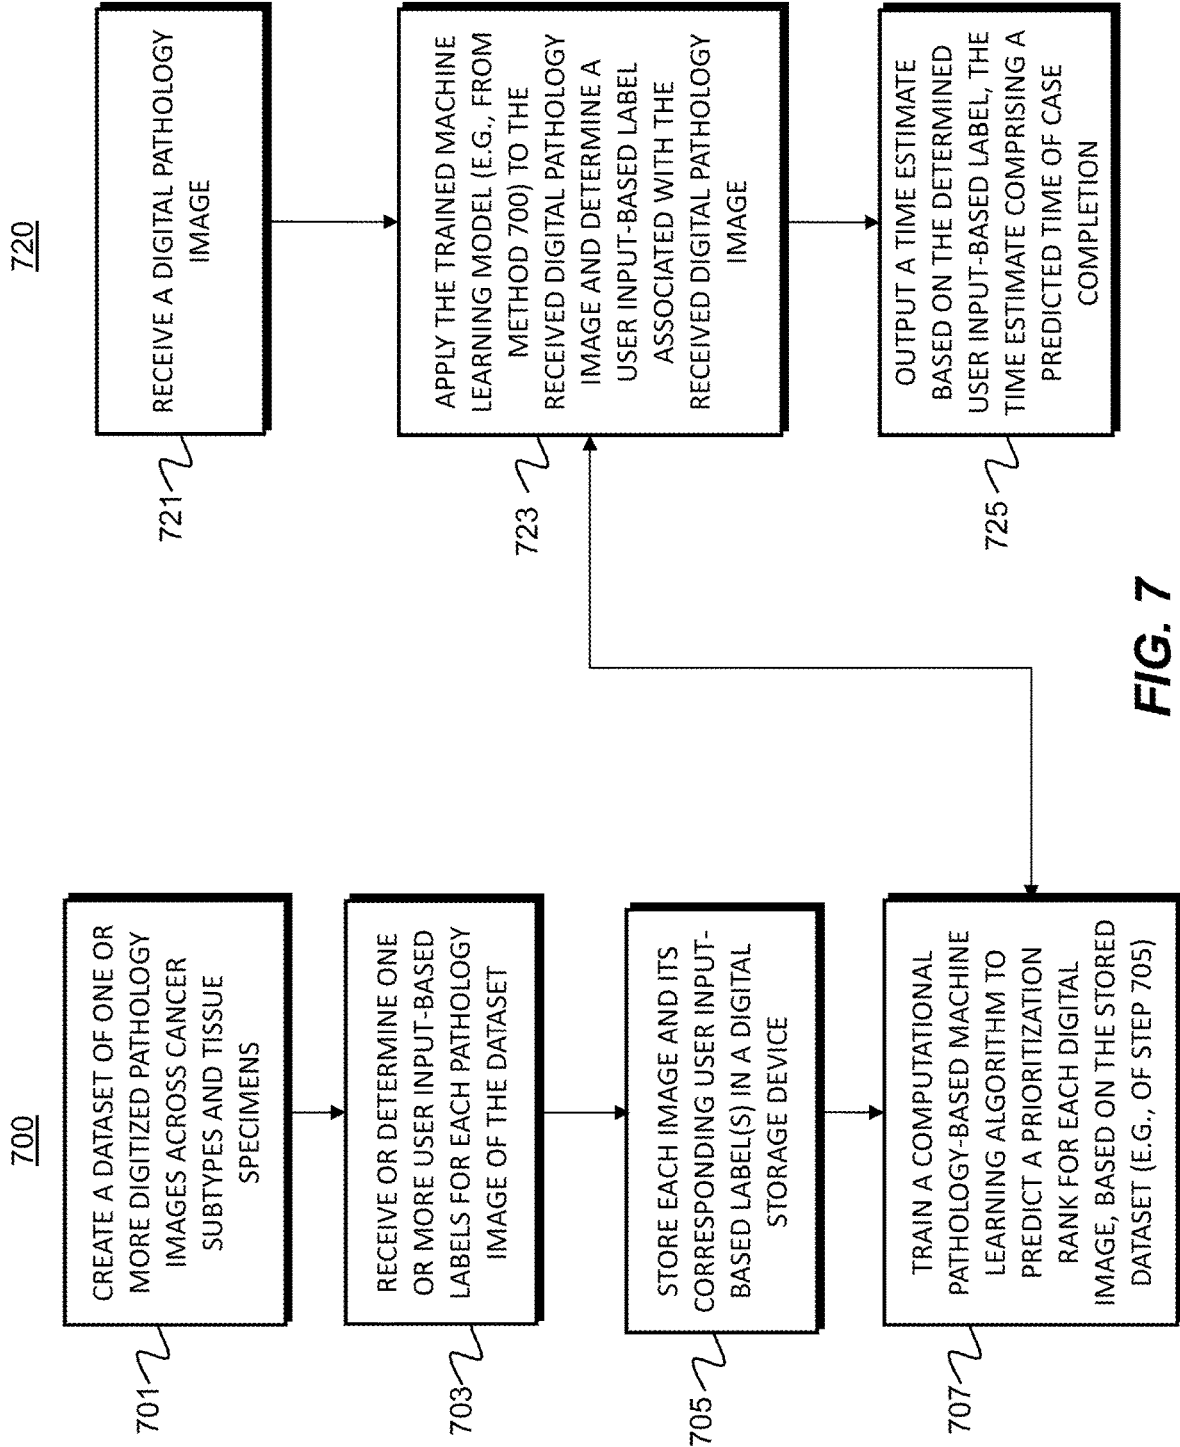 700
701
CREATE A DATASET OF ONE OR
MORE DIGITIZED PATHOLOGY
IMAGES ACROSS CANCER
SUBTYPES AND TISSUE
SPECIMENS
703
RECEIVE OR DETERMINE ONE
OR MORE USER INPUT-BASED
LABELS FOR EACH PATHOLOGY
IMAGE OF THE DATASET
705
STORE EACH IMAGE AND ITS
CORRESPONDING USER INPUT-
BASED LABEL(S) IN A DIGITAL
STORAGE DEVICE
707
TRAIN A COMPUTATIONAL
PATHOLOGY-BASED MACHINE
LEARNING ALGORITHM TO
PREDICT A PRIORITIZATION
RANK FOR EACH DIGITAL
IMAGE, BASED ON THE STORED
DATASET (E.G., OF STEP 705)
720
721
RECEIVE A DIGITAL PATHOLOGY
IMAGE
723
APPLY THE TRAINED MACHINE
LEARNING MODEL (E.G., FROM
METHOD 700) TO THE
RECEIVED DIGITAL PATHOLOGY
IMAGE AND DETERMINE A
USER INPUT-BASED LABEL
ASSOCIATED WITH THE
RECEIVED DIGITAL PATHOLOGY
IMAGE
725
OUTPUT A TIME ESTIMATE
BASED ON THE DETERMINED
USER INPUT-BASED LABEL, THE
TIME ESTIMATE COMPRISING A
PREDICTED TIME OF CASE
COMPLETION
FIG. 7